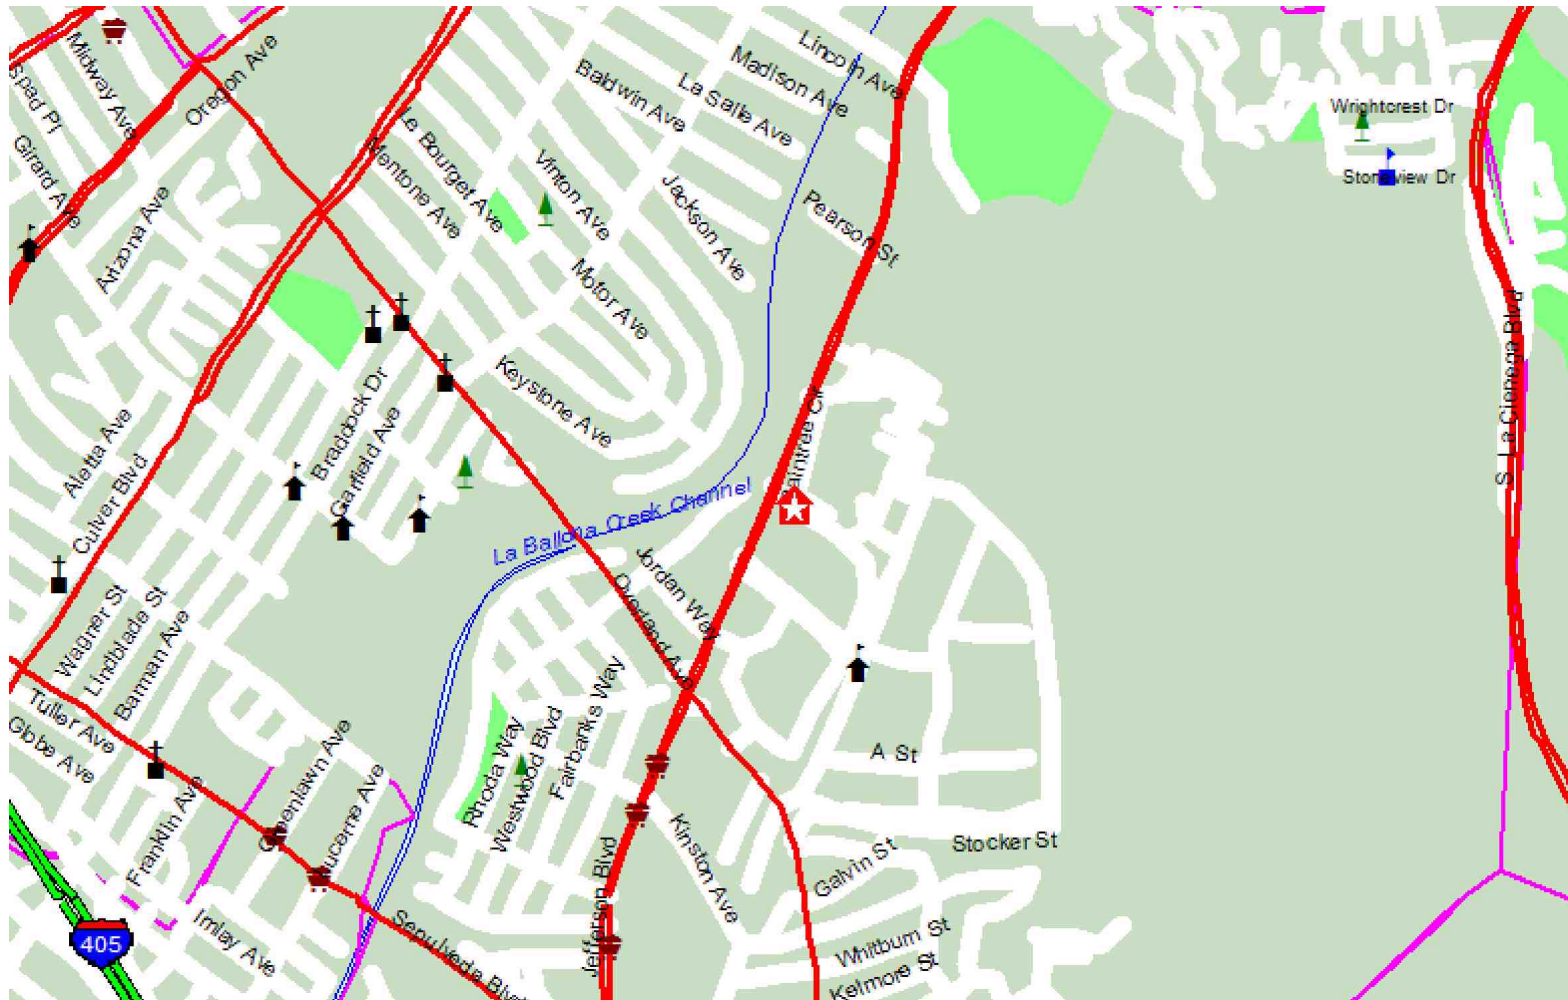 Lincoln Ave
Madison Ave
La Salle Ave
Baldwin Ave
Midway Ave
Oregon Ave
Girard Ave
Le Bourget Ave
Mentone Ave
Vinton Ave
Jackson Ave
Pearson St
Wrightcrest Dr
Stoneview Dr
Arizona Ave
Motor Ave
Keystone Ave
S La Cienega Blvd
Braddock Dr
Garfield Ave
Aletta Ave
Culver Blvd
La Ballona Creek Channel
Jordan Way
Overland Ave
Wagner St
Lindblade St
Barman Ave
Tuller Ave
Globe Ave
Greenlawn Ave
Lucerne Ave
Franklin Ave
Rhoda Way
Westwood Blvd
Fairbanks Way
A St
Stocker St
Kinston Ave
Galvin St
Jefferson Blvd
Whitburn St
Kelmore St
Imlay Ave
Sepulveda Blvd
405